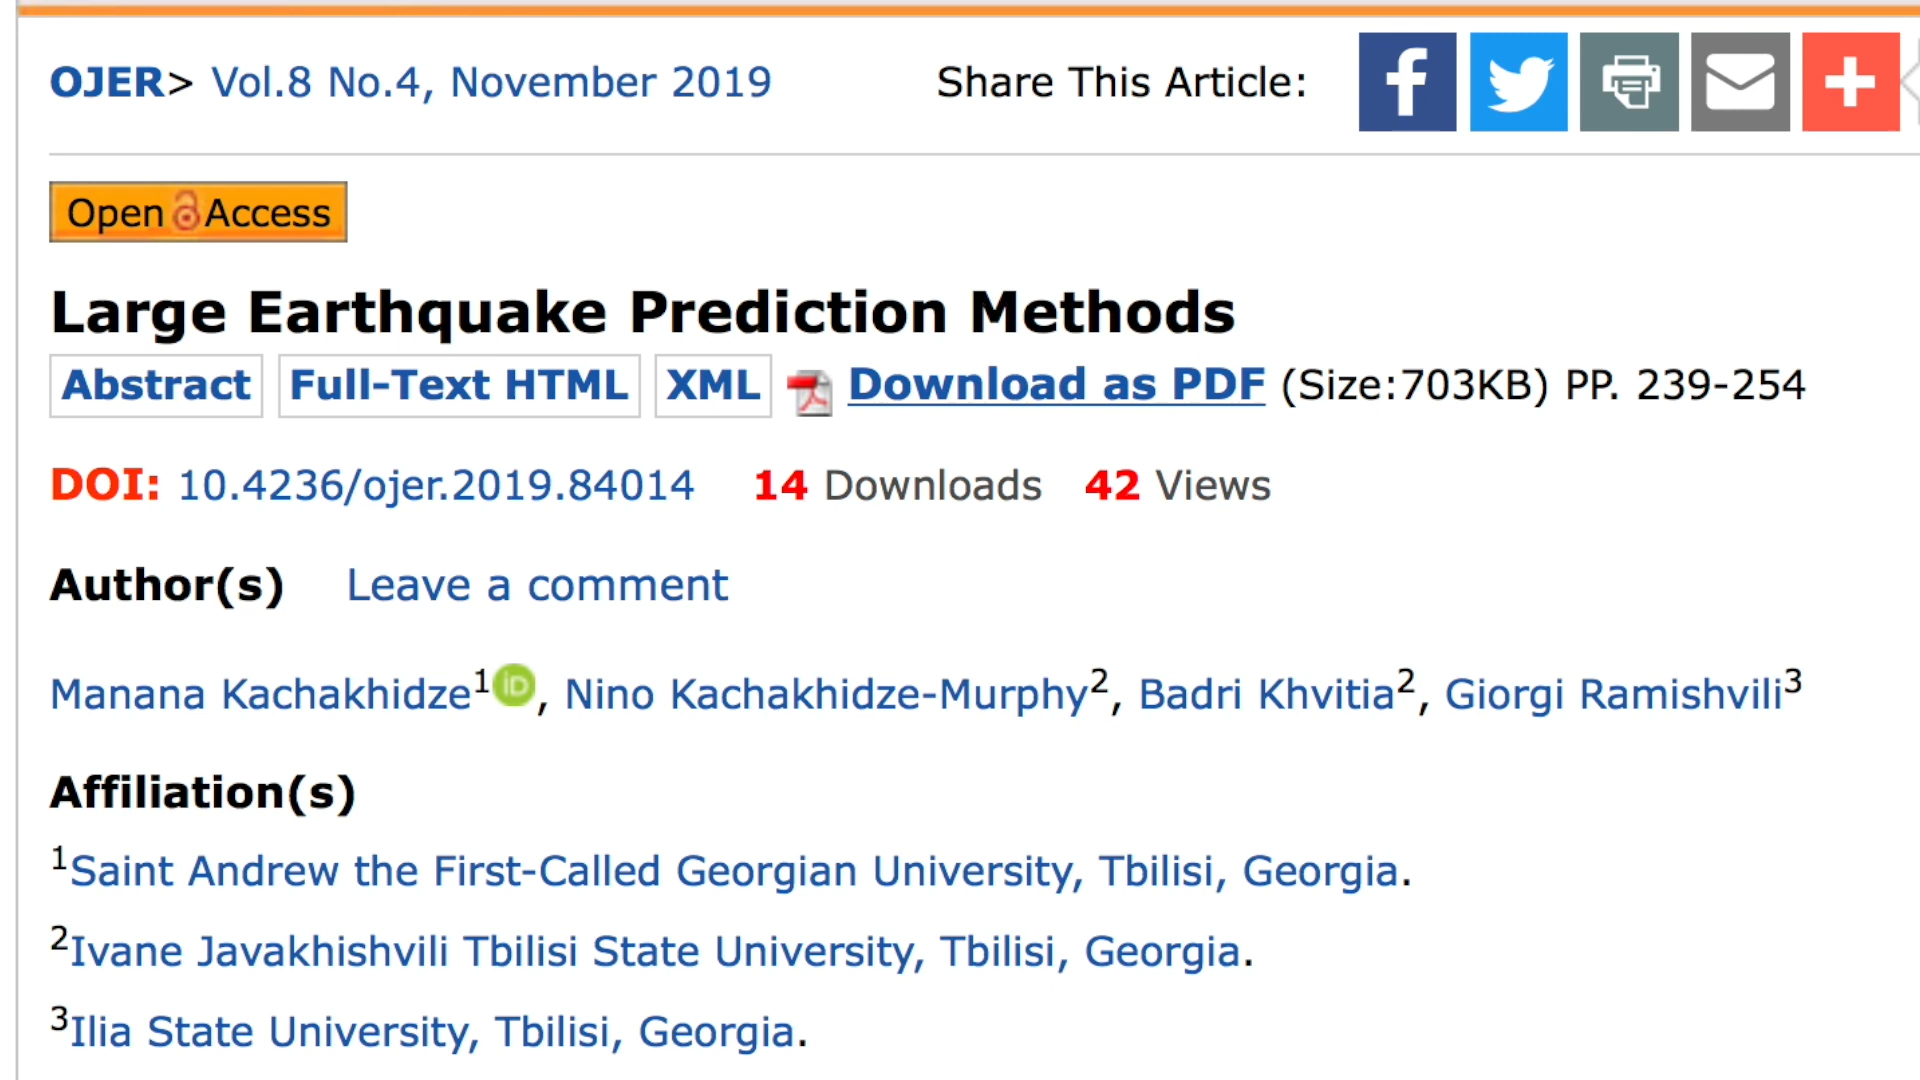 OJER> Vol.8 No.4, November 2019 Share This Article:
Open Access
Large Earthquake Prediction Methods
Abstract Full-Text HTML XML Download as PDF (Size:703KB) PP. 239-254
DOI: 10.4236/ojer.2019.84014 14 Downloads 42 Views
Author(s) Leave a comment
Manana Kachakhidze1 iD, Nino Kachakhidze-Murphy2, Badri Khvitia2, Giorgi Ramishvili3
Affiliation(s)
1Saint Andrew the First-Called Georgian University, Tbilisi, Georgia.
2Ivane Javakhishvili Tbilisi State University, Tbilisi, Georgia.
3Ilia State University, Tbilisi, Georgia.